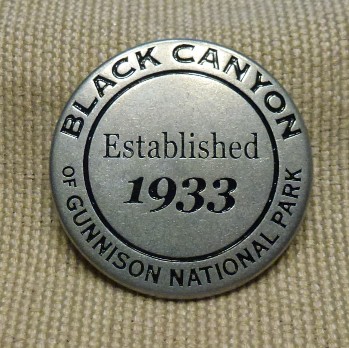 BLACK CANYON
OF GUNNISON NATIONAL PARK
Established
1933